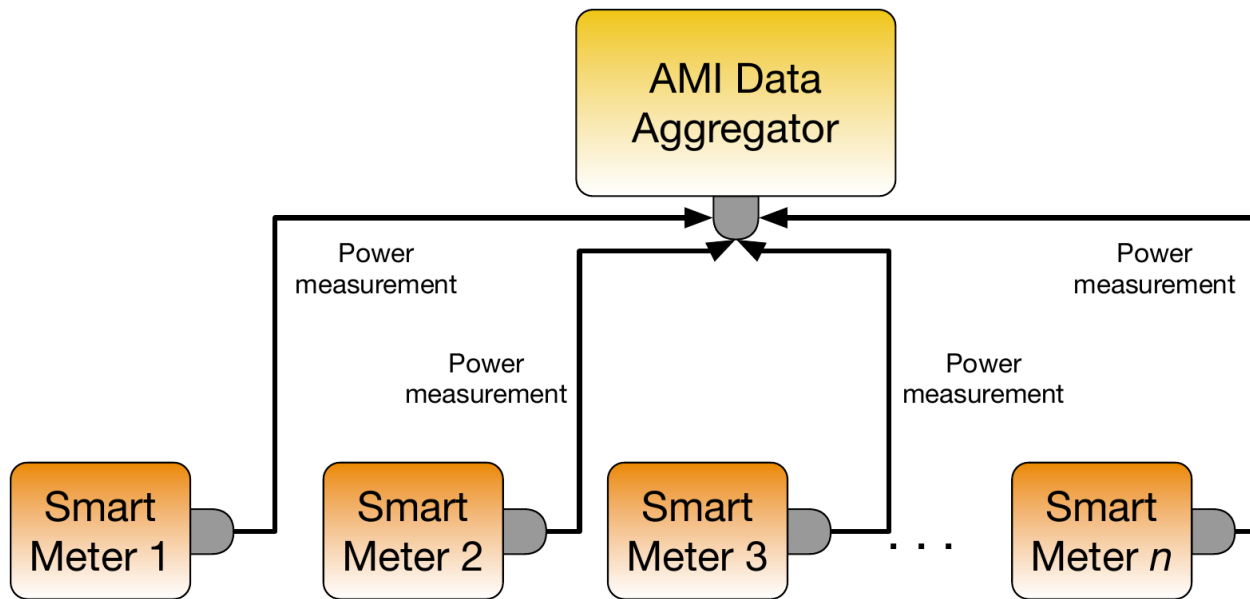 AMI Data
Aggregator
Power
measurement
Power
measurement
Power
measurement
Power
measurement
Smart
Meter 1
Smart
Meter 2
Smart
Meter 3
. . .
Smart
Meter n